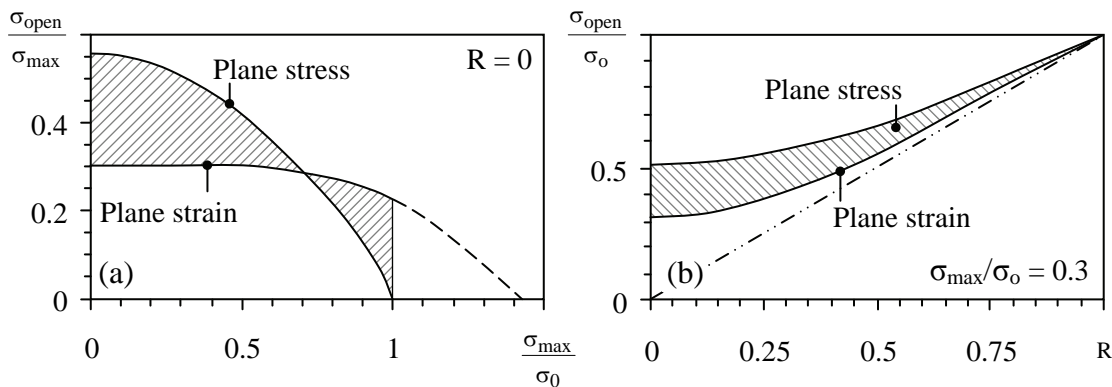 σopen
σmax
R = 0
Plane stress
0.4
Plane strain
0.2
(a)
0
0
0.5
1
σmax
σ0
σopen
σo
Plane stress
0.5
Plane strain
(b)
σmax/σo = 0.3
0
0
0.25
0.5
0.75
R